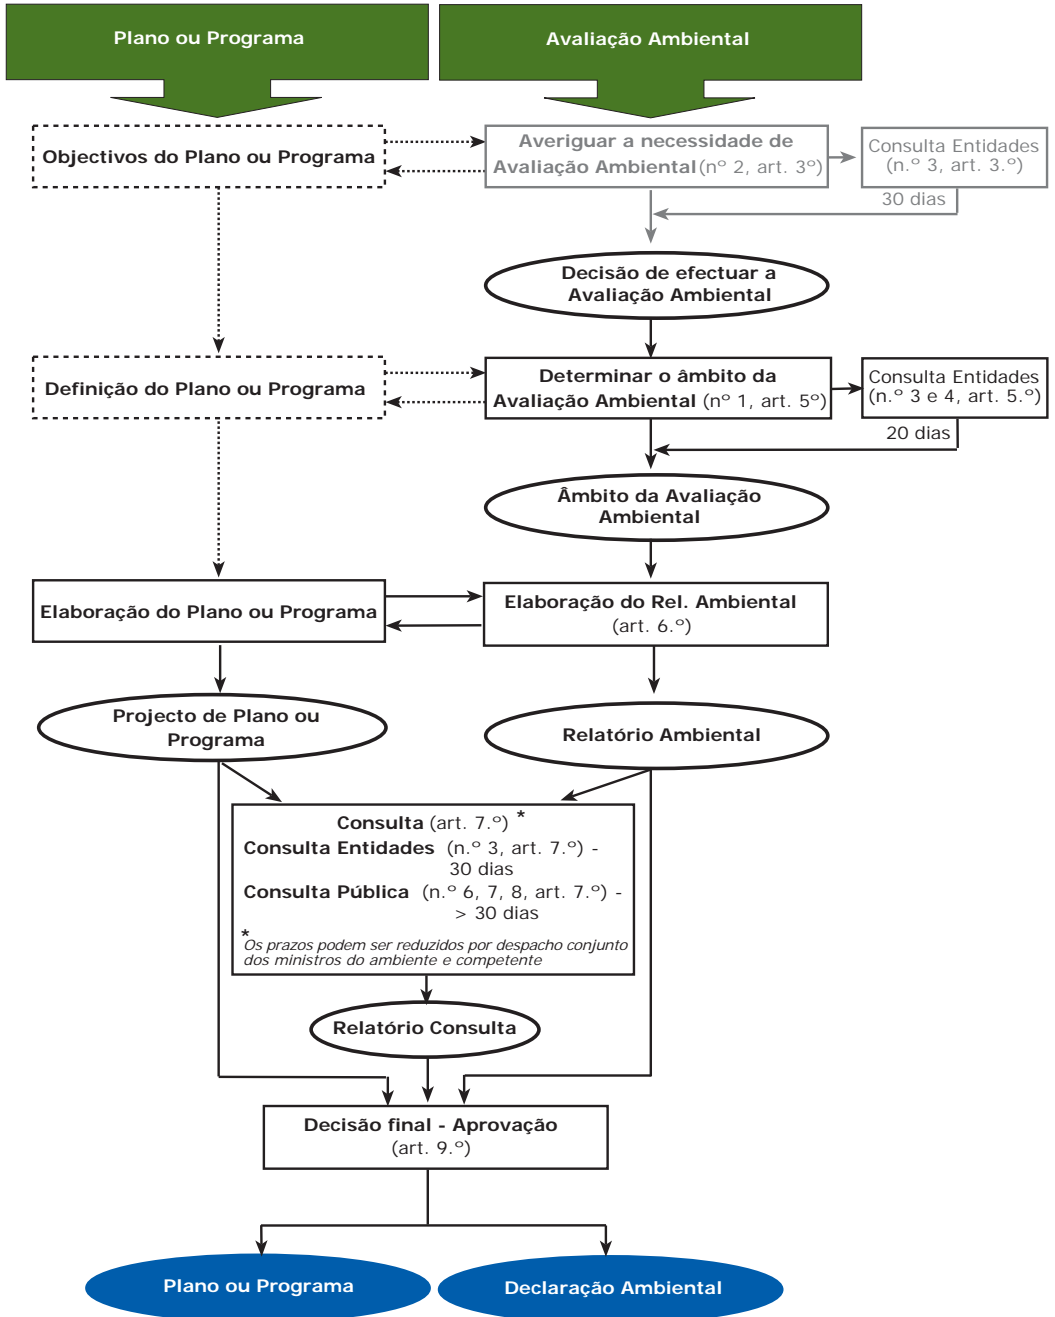 Plano ou Programa
Avaliação Ambiental
Objectivos do Plano ou Programa
Averiguar a necessidade de
Avaliação Ambiental (nº 2, art. 3º)
Consulta Entidades
(n.º 3, art. 3.º)
30 dias
Decisão de efectuar a
Avaliação Ambiental
Definição do Plano ou Programa
Determinar o âmbito da
Avaliação Ambiental (nº 1, art. 5º)
Consulta Entidades
(n.º 3 e 4, art. 5.º)
20 dias
Âmbito da Avaliação
Ambiental
Elaboração do Plano ou Programa
Elaboração do Rel. Ambiental
(art. 6.º)
Projecto de Plano ou
Programa
Relatório Ambiental
Consulta (art. 7.º) *
Consulta Entidades (n.º 3, art. 7.º) -
30 dias
Consulta Pública (n.º 6, 7, 8, art. 7.º) -
> 30 dias
*
Os prazos podem ser reduzidos por despacho conjunto
dos ministros do ambiente e competente
Relatório Consulta
Decisão final - Aprovação
(art. 9.º)
Plano ou Programa
Declaração Ambiental